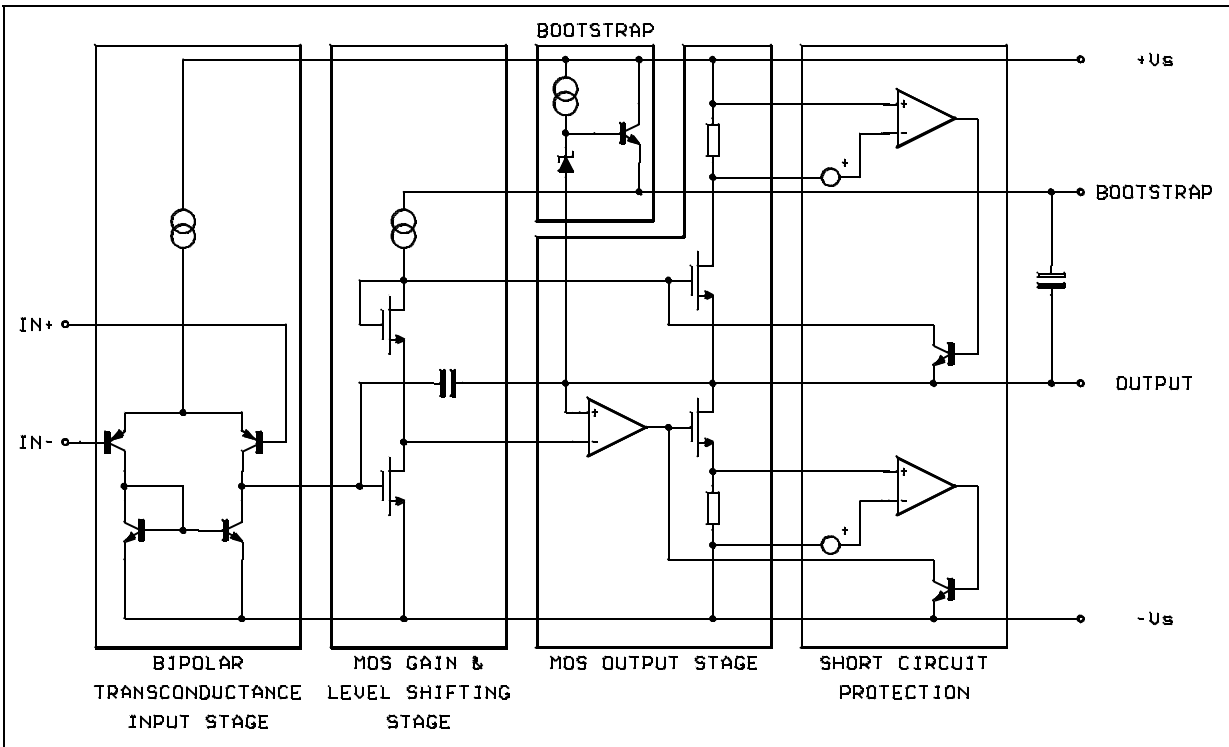 BOOTSTRAP
+Vs
+
-
+
BOOTSTRAP
IN+
OUTPUT
IN-
+
-
+
-
+
-Vs
BIPOLAR
TRANSCONDUCTANCE
INPUT STAGE
MOS GAIN &
LEVEL SHIFTING
STAGE
MOS OUTPUT STAGE
SHORT CIRCUIT
PROTECTION